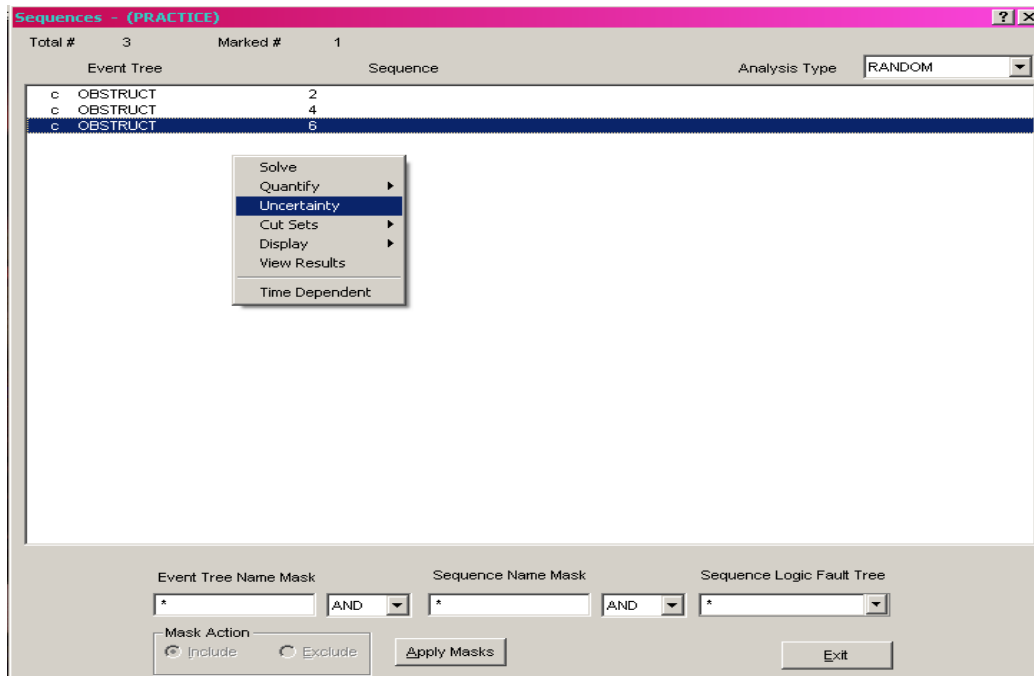 Sequences - (PRACTICE)
Total # 3 Marked # 1
Event Tree Sequence Analysis Type RANDOM
c OBSTRUCT 2
c OBSTRUCT 4
c OBSTRUCT 6
Solve
Quantify
Uncertainty
Cut Sets
Display
View Results
Time Dependent
Event Tree Name Mask Sequence Name Mask Sequence Logic Fault Tree
* AND * AND *
Mask Action
Include Exclude Apply Masks Exit